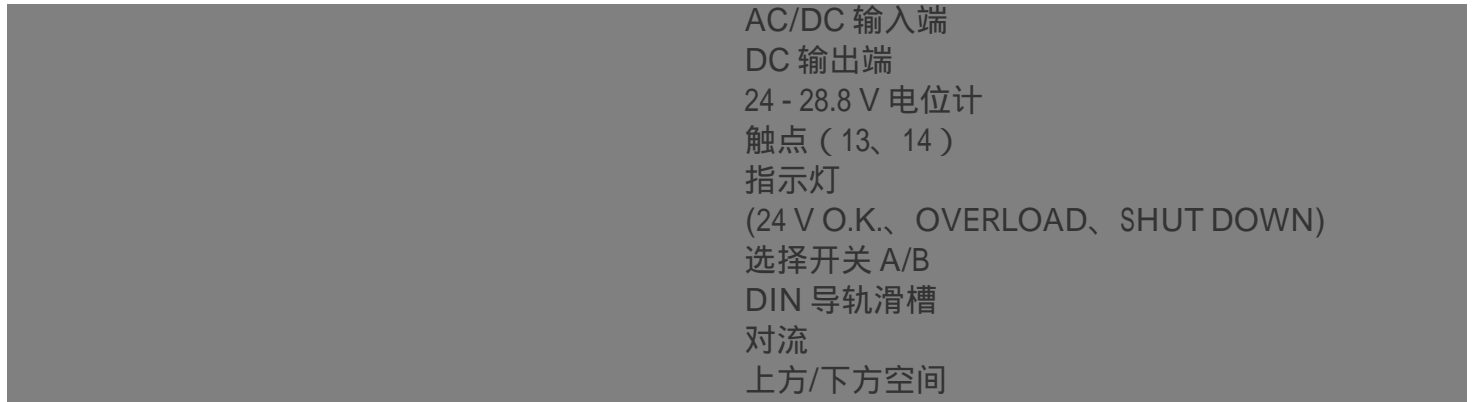 AC/DC 输入端
DC 输出端
24 - 28.8 V 电位计
触点（13、14）
指示灯
(24 V O.K.、OVERLOAD、SHUT DOWN)
选择开关 A/B
DIN 导轨滑槽
对流
上方/下方空间